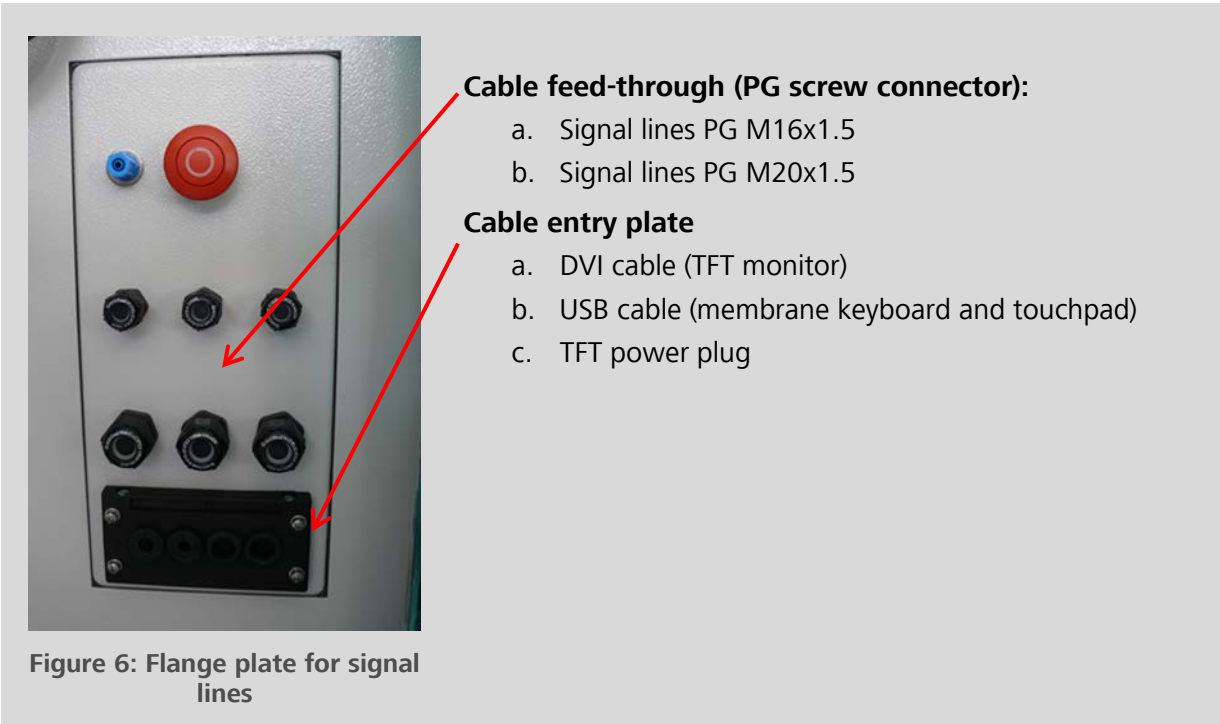 Cable feed-through (PG screw connector):
a. Signal lines PG M16x1.5
b. Signal lines PG M20x1.5
Cable entry plate
a. DVI cable (TFT monitor)
b. USB cable (membrane keyboard and touchpad)
c. TFT power plug
Figure 6: Flange plate for signal
lines